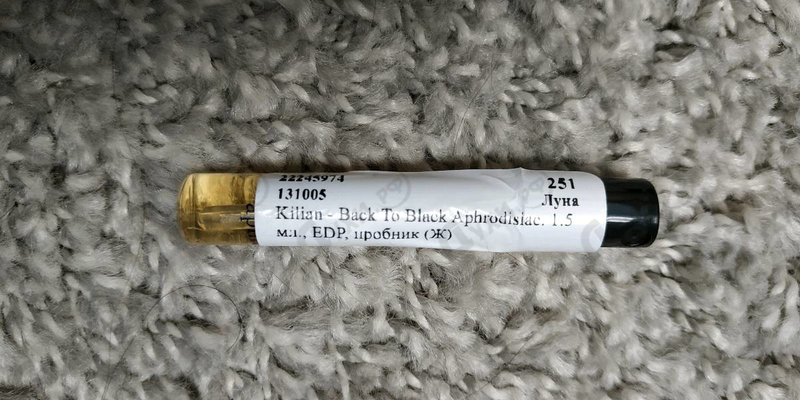 22245974
131005
251
Луна
Kilian - Back To Black Aphrodisiac. 1.5
мл., EDP, пробник (Ж)